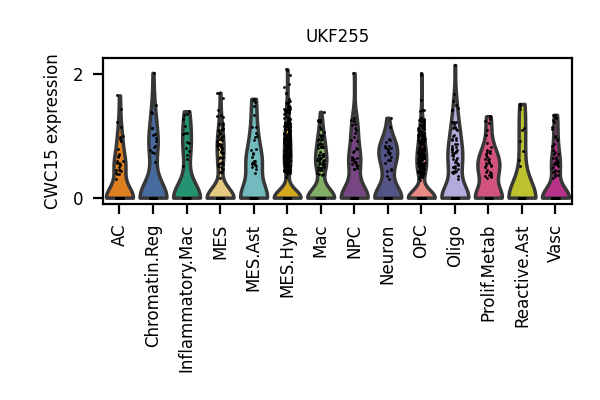 UKF255
CWC15 expression
2
0
AC
Chromatin.Reg
Inflammatory.Mac
MES
MES.Ast
MES.Hyp
Mac
NPC
Neuron
OPC
Oligo
Prolif.Metab
Reactive.Ast
Vasc